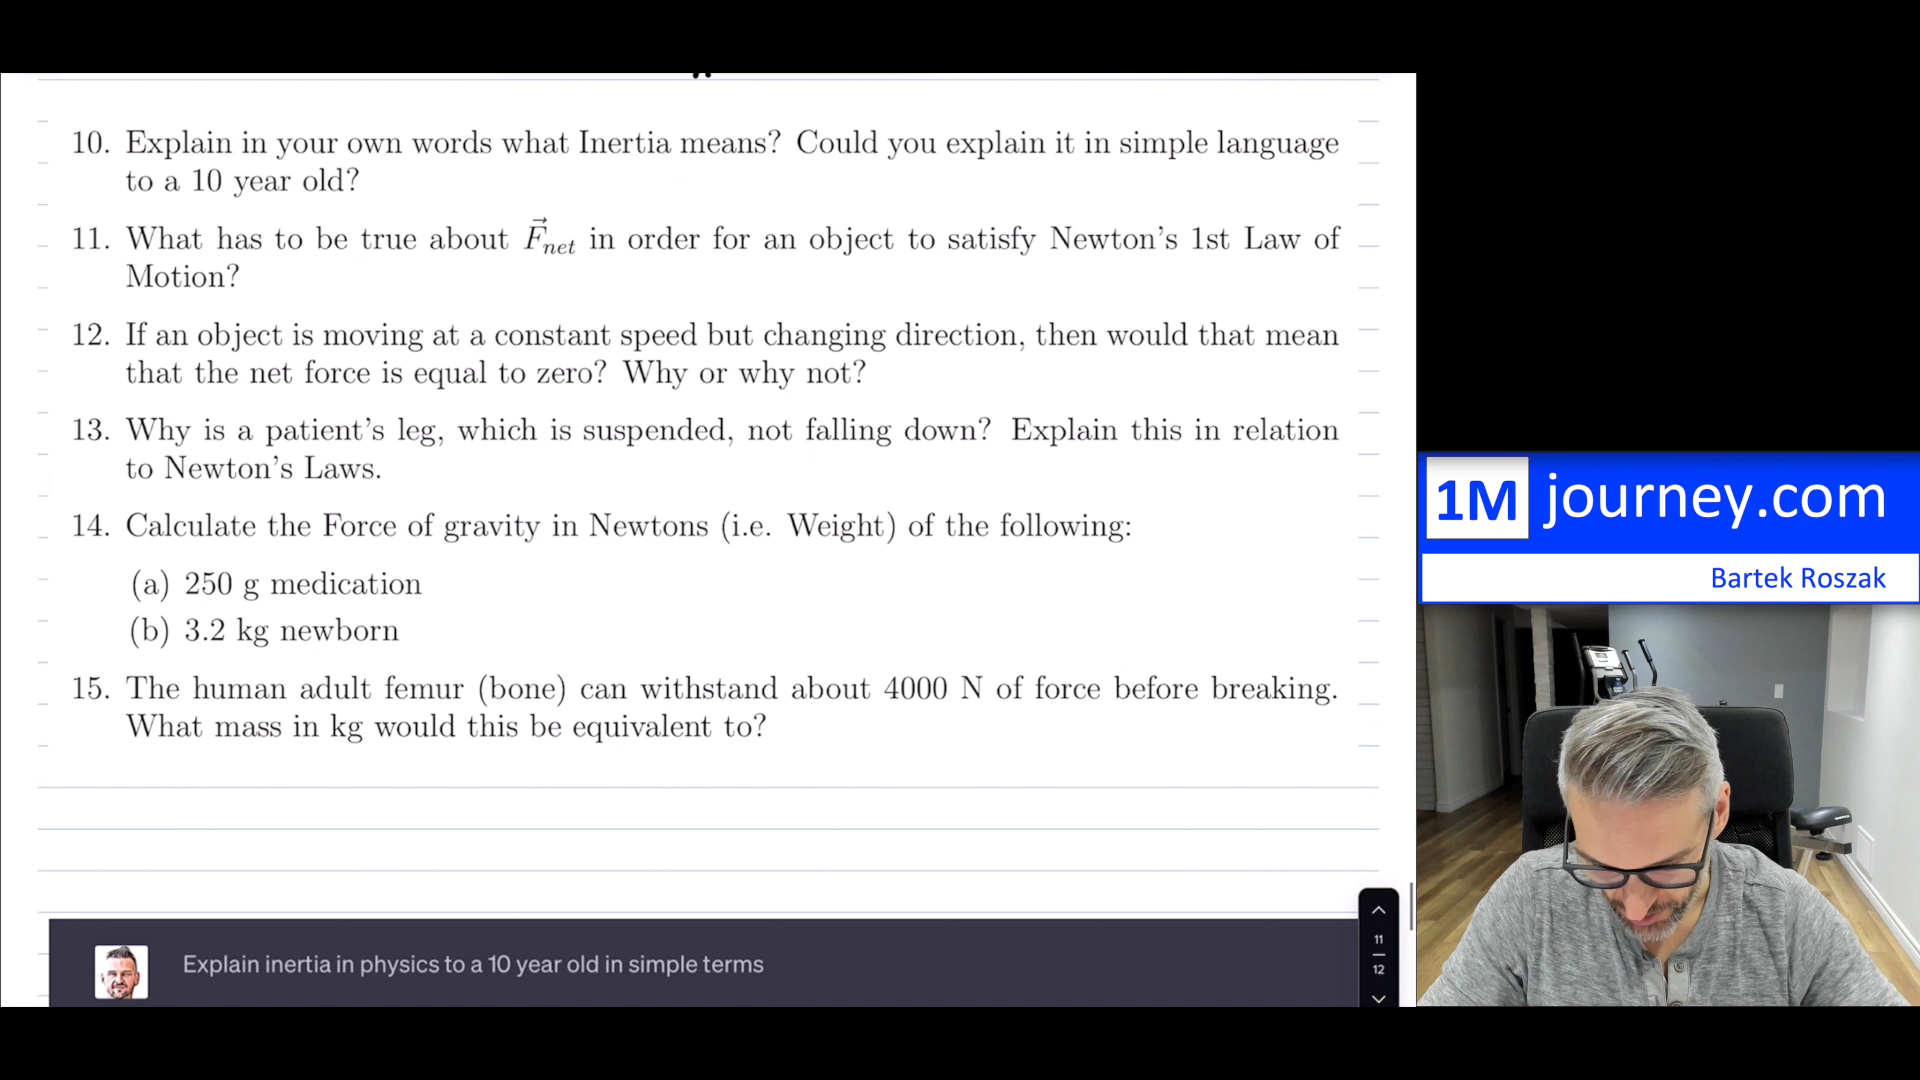 10. Explain in your own words what Inertia means? Could you explain it in simple language
to a 10 year old?
11. What has to be true about F⃗net in order for an object to satisfy Newton's 1st Law of
Motion?
12. If an object is moving at a constant speed but changing direction, then would that mean
that the net force is equal to zero? Why or why not?
13. Why is a patient's leg, which is suspended, not falling down? Explain this in relation
to Newton's Laws.
14. Calculate the Force of gravity in Newtons (i.e. Weight) of the following:
(a) 250 g medication
(b) 3.2 kg newborn
15. The human adult femur (bone) can withstand about 4000 N of force before breaking.
What mass in kg would this be equivalent to?
Explain inertia in physics to a 10 year old in simple terms
11
12
1M journey.com
Bartek Roszak